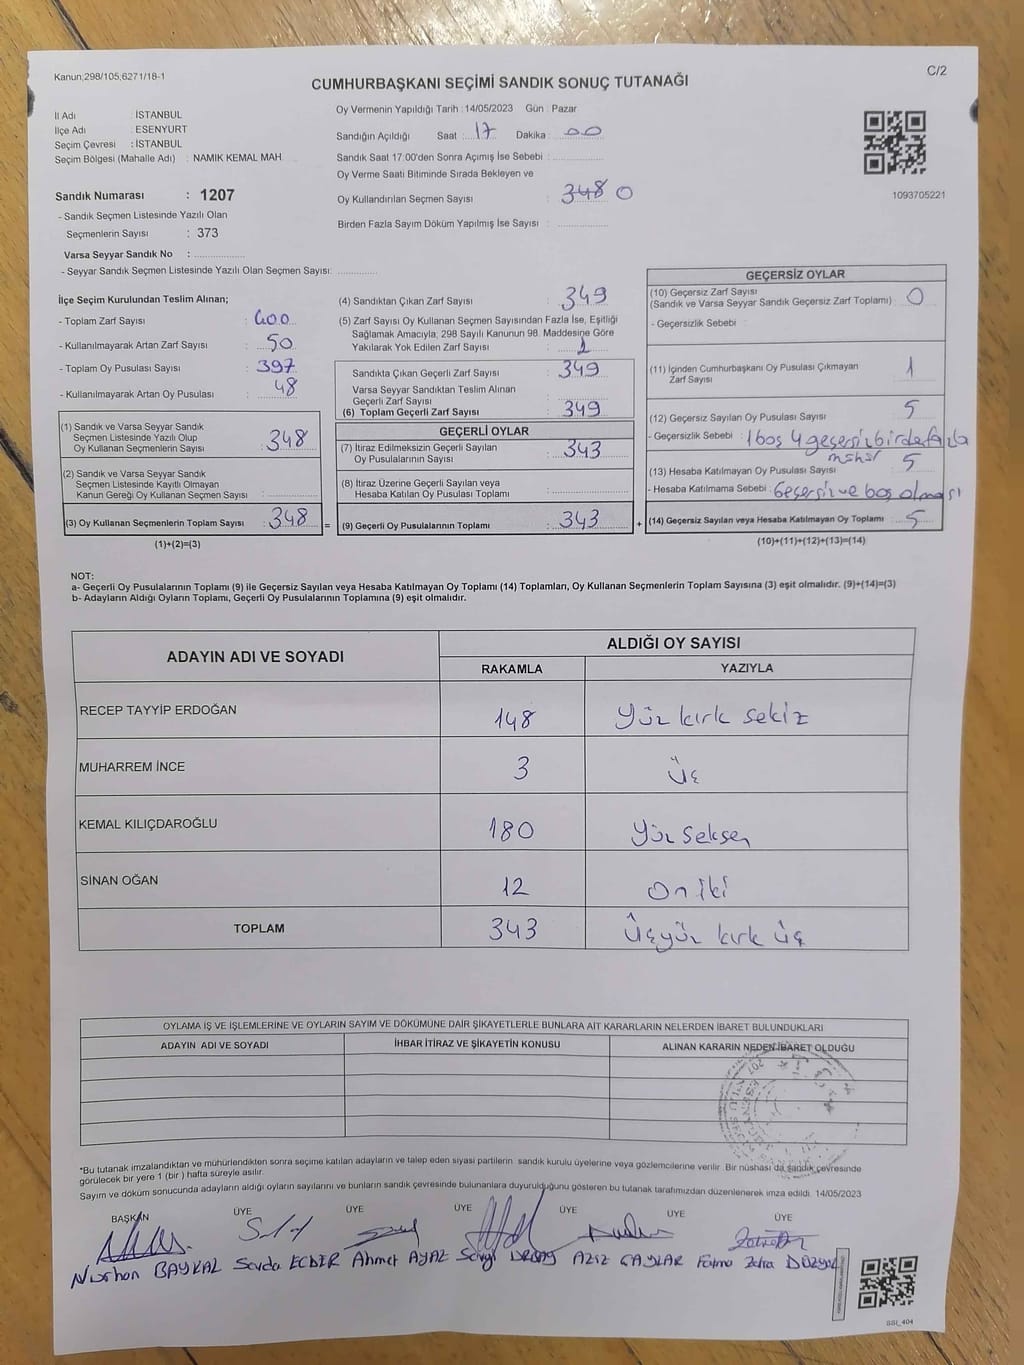 Kanun;298/105;6271/18-1
C/2
CUMHURBAŞKANI SEÇİMİ SANDIK SONUÇ TUTANAĞI
İl Adı : İSTANBUL
İlçe Adı : ESENYURT
Seçim Çevresi : İSTANBUL
Seçim Bölgesi (Mahalle Adı) : NAMIK KEMAL MAH.
Sandık Numarası : 1207
- Sandık Seçmen Listesinde Yazılı Olan
Seçmenlerin Sayısı : 373
Varsa Seyyar Sandık No :
- Seyyar Sandık Seçmen Listesinde Yazılı Olan Seçmen Sayısı:
Oy Vermenin Yapıldığı Tarih : 14/05/2023 Gün : Pazar
Sandığın Açıldığı Saat : 17 Dakika : 00
Sandık Saat 17:00'den Sonra Açımış İse Sebebi :
Oy Verme Saati Bitiminde Sırada Bekleyen ve
Oy Kullandırılan Seçmen Sayısı : 348 0
Birden Fazla Sayım Döküm Yapılmış İse Sayısı :
1093705221
İlçe Seçim Kurulundan Teslim Alınan;
- Toplam Zarf Sayısı : 400
- Kullanılmayarak Artan Zarf Sayısı : 50
- Toplam Oy Pusulası Sayısı : 397
- Kullanılmayarak Artan Oy Pusulası : 48
(1) Sandık ve Varsa Seyyar Sandık
Seçmen Listesinde Yazılı Olup
Oy Kullanan Seçmenlerin Sayısı : 348
(2) Sandık ve Varsa Seyyar Sandık
Seçmen Listesinde Kayıtlı Olmayan
Kanun Gereği Oy Kullanan Seçmen Sayısı :
(3) Oy Kullanan Seçmenlerin Toplam Sayısı : 348 =
(1)+(2)=(3)
(4) Sandıktan Çıkan Zarf Sayısı : 349
(5) Zarf Sayısı Oy Kullanan Seçmen Sayısından Fazla İse, Eşitliği
Sağlamak Amacıyla; 298 Sayılı Kanunun 98. Maddesine Göre
Yakılarak Yok Edilen Zarf Sayısı :
Sandıkta Çıkan Geçerli Zarf Sayısı : 349
Varsa Seyyar Sandıktan Teslim Alınan
Geçerli Zarf Sayısı :
(6) Toplam Geçerli Zarf Sayısı : 349
GEÇERLİ OYLAR
(7) İtiraz Edilmeksizin Geçerli Sayılan
Oy Pusulalarının Sayısı : 343
(8) İtiraz Üzerine Geçerli Sayılan veya
Hesaba Katılan Oy Pusulası Toplamı :
(9) Geçerli Oy Pusulalarının Toplamı : 343 +
GEÇERSİZ OYLAR
(10) Geçersiz Zarf Sayısı
(Sandık ve Varsa Seyyar Sandık Geçersiz Zarf Toplamı) : 0
- Geçersizlik Sebebi :
(11) İçinden Cumhurbaşkanı Oy Pusulası Çıkmayan
Zarf Sayısı : 1
(12) Geçersiz Sayılan Oy Pusulası Sayısı : 5
- Geçersizlik Sebebi : 1 boş 4 geçersiz birden fazla
mühür
(13) Hesaba Katılmayan Oy Pusulası Sayısı : 5
- Hesaba Katılmama Sebebi : Geçersiz ve boş olması
(14) Geçersiz Sayılan veya Hesaba Katılmayan Oy Toplamı : 5
(10)+(11)+(12)+(13)=(14)
NOT:
a- Geçerli Oy Pusulalarının Toplamı (9) ile Geçersiz Sayılan veya Hesaba Katılmayan Oy Toplamı (14) Toplamları, Oy Kullanan Seçmenlerin Toplam Sayısına (3) eşit olmalıdır. (9)+(14)=(3)
b- Adayların Aldığı Oyların Toplamı, Geçerli Oy Pusulalarının Toplamına (9) eşit olmalıdır.
ADAYIN ADI VE SOYADI
ALDIĞI OY SAYISI
RAKAMLA YAZIYLA
RECEP TAYYİP ERDOĞAN 148 Yüz kırk sekiz
MUHARREM İNCE 3 üç
KEMAL KILIÇDAROĞLU 180 Yüz seksen
SİNAN OĞAN 12 on iki
TOPLAM 343 üçyüz kırk üç
OYLAMA İŞ VE İŞLEMLERİNE VE OYLARIN SAYIM VE DÖKÜMÜNE DAİR ŞİKAYETLERLE BUNLARA AİT KARARLARIN NELERDEN İBARET BULUNDUKLARI
ADAYIN ADI VE SOYADI İHBAR İTİRAZ VE ŞİKAYETİN KONUSU ALINAN KARARIN NEDEN İBARET OLDUĞU
*Bu tutanak imzalandıktan ve mühürlendikten sonra seçime katılan adayların ve talep eden siyasi partilerin sandık kurulu üyelerine veya gözlemcilerine verilir. Bir nüshası da sandık çevresinde
görülecek bir yere 1 (bir) hafta süreyle asılır.
Sayım ve döküm sonucunda adayların aldığı oyların sayılarını ve bunların sandık çevresinde bulunanlara duyurulduğunu gösteren bu tutanak tarafımızdan düzenlenerek imza edildi. 14/05/2023
BAŞKAN ÜYE ÜYE ÜYE ÜYE ÜYE ÜYE
Nurhan BAYKAL Sevda ECDER Ahmet AYAZ Sevgi Aziz ÇAYLAR Fatma Zehra
SSI_404